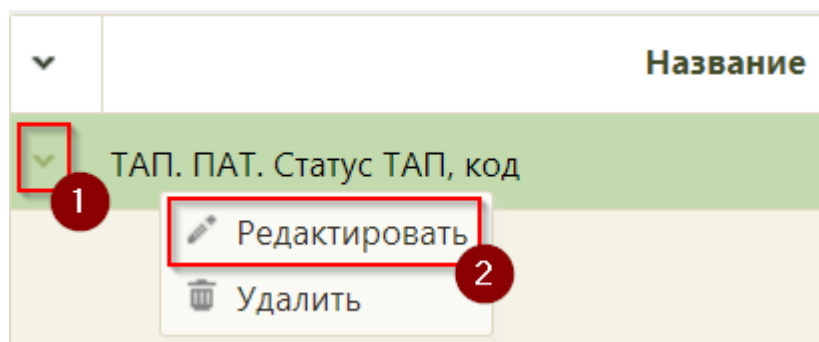 Название
ТАП. ПАТ. Статус ТАП, код
1
Редактировать
2
Удалить